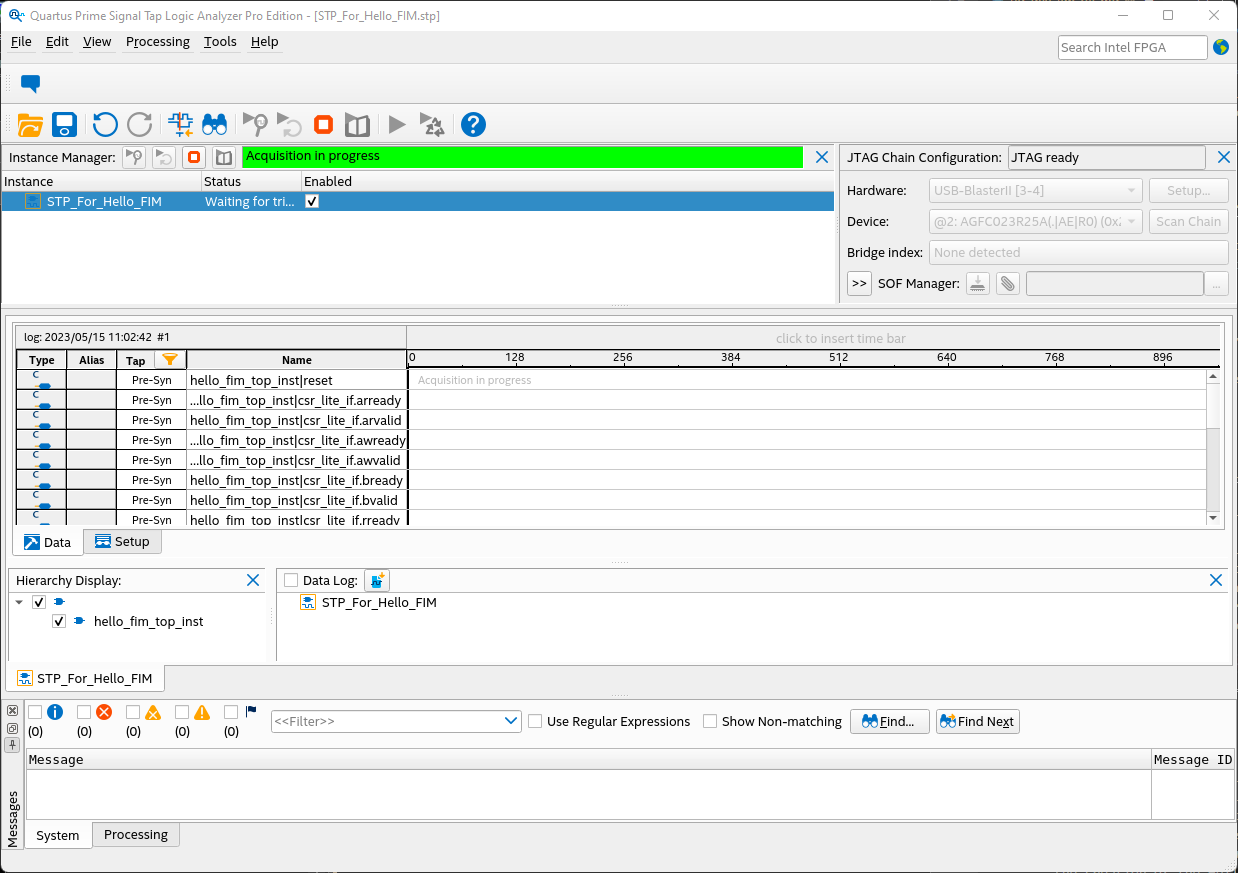 Quartus Prime Signal Tap Logic Analyzer Pro Edition - [STP_For_Hello_FIM.stp]
File Edit View Processing Tools Help
Search Intel FPGA
Instance Manager: Acquisition in progress
Instance Status Enabled
STP_For_Hello_FIM Waiting for tri...
JTAG Chain Configuration: JTAG ready
Hardware: USB-BlasterII [3-4] Setup...
Device: @2: AGFC023R25A(.|AE|R0) (0x Scan Chain
Bridge index: None detected
>> SOF Manager: ...
log: 2023/05/15 11:02:42 #1 click to insert time bar
Type Alias Tap Name 0 128 256 384 512 640 768 896
C Pre-Syn hello_fim_top_inst|reset Acquisition in progress
C Pre-Syn ...llo_fim_top_inst|csr_lite_if.arready
C Pre-Syn hello_fim_top_inst|csr_lite_if.arvalid
C Pre-Syn ...llo_fim_top_inst|csr_lite_if.awready
C Pre-Syn ...llo_fim_top_inst|csr_lite_if.awvalid
C Pre-Syn hello_fim_top_inst|csr_lite_if.bready
C Pre-Syn hello_fim_top_inst|csr_lite_if.bvalid
C Pre-Syn hello_fim_top_inst|csr_lite_if.rready
Data Setup
Hierarchy Display:
hello_fim_top_inst
Data Log:
STP_For_Hello_FIM
STP_For_Hello_FIM
Messages
(0) (0) (0) (0) (0)
<<Filter>> Use Regular Expressions Show Non-matching Find... Find Next
Message Message ID
System Processing